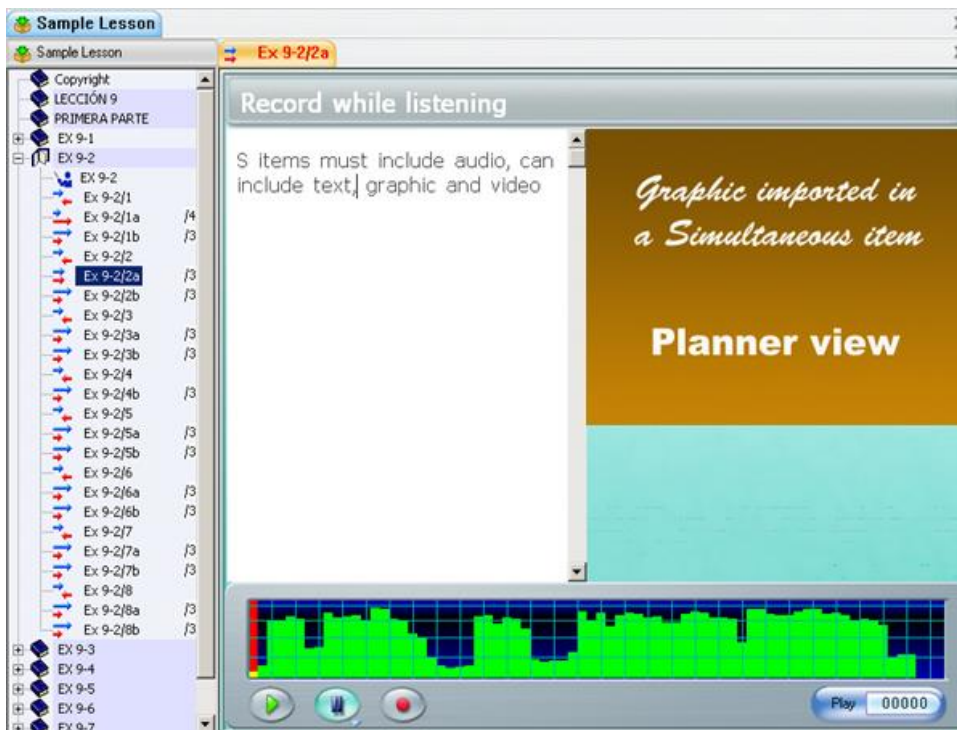 Sample Lesson
Sample Lesson
Ex 9-2/2a
Copyright
LECCIÓN 9
PRIMERA PARTE
EX 9-1
EX 9-2
EX 9-2
Ex 9-2/1
Ex 9-2/1a /4
Ex 9-2/1b /3
Ex 9-2/2
Ex 9-2/2a /3
Ex 9-2/2b /3
Ex 9-2/3
Ex 9-2/3a /3
Ex 9-2/3b /3
Ex 9-2/4
Ex 9-2/4b /3
Ex 9-2/5
Ex 9-2/5a /3
Ex 9-2/5b /3
Ex 9-2/6
Ex 9-2/6a /3
Ex 9-2/6b /3
Ex 9-2/7
Ex 9-2/7a /3
Ex 9-2/7b /3
Ex 9-2/8
Ex 9-2/8a /3
Ex 9-2/8b /3
EX 9-3
EX 9-4
EX 9-5
EX 9-6
EX 9-7
Record while listening
S items must include audio, can
include text, graphic and video
Graphic imported in
a Simultaneous item
Planner view
Play 00000